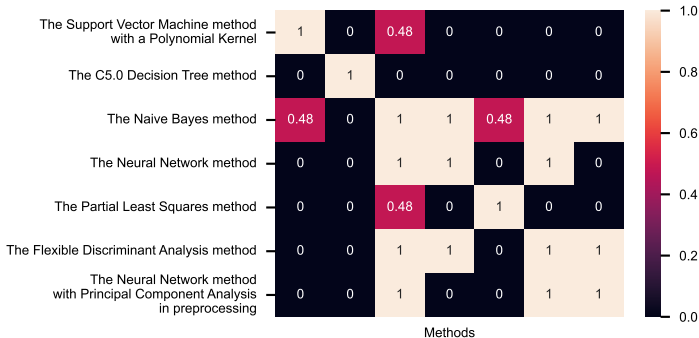 The Support Vector Machine method
with a Polynomial Kernel
1 0 0.48 0 0 0 0
The C5.0 Decision Tree method
0 1 0 0 0 0 0
The Naive Bayes method
0.48 0 1 1 0.48 1 1
The Neural Network method
0 0 1 1 0 1 0
The Partial Least Squares method
0 0 0.48 0 1 0 0
The Flexible Discriminant Analysis method
0 0 1 1 0 1 1
The Neural Network method
with Principal Component Analysis
in preprocessing
0 0 1 0 0 1 1
Methods
1.0
0.8
0.6
0.4
0.2
0.0